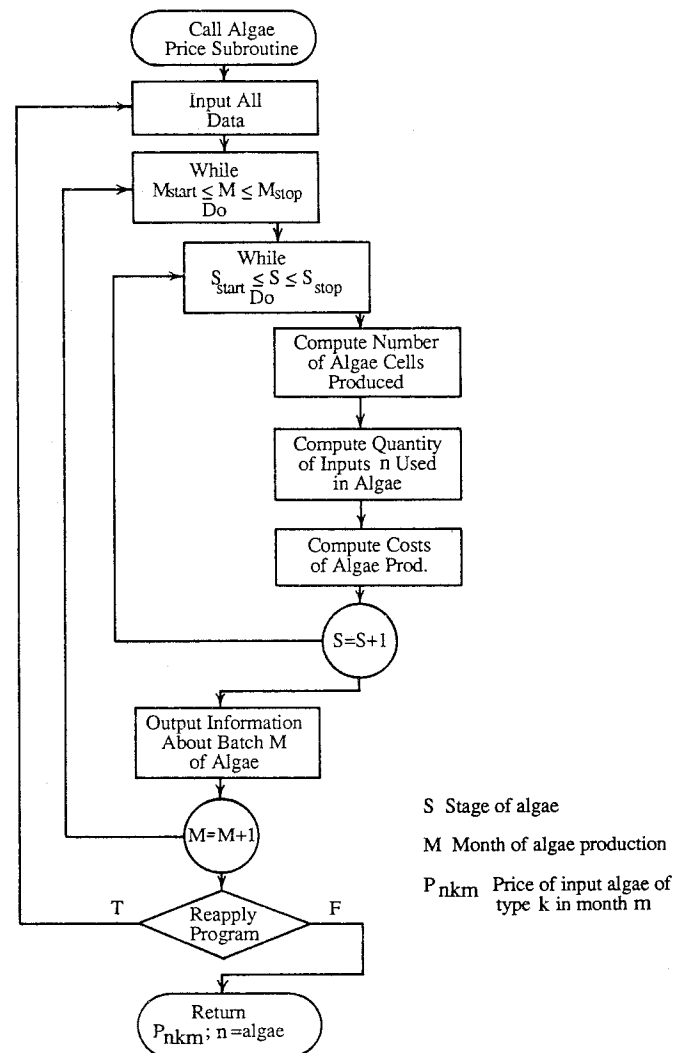 Call Algae
Price Subroutine
Input All
Data
While
Mstart ≤ M ≤ Mstop
Do
While
Sstart ≤ S ≤ Sstop
Do
Compute Number
of Algae Cells
Produced
Compute Quantity
of Inputs n Used
in Algae
Compute Costs
of Algae Prod.
S=S+1
Output Information
About Batch M
of Algae
M=M+1
T
Reapply
Program
F
Return
Pnkm; n=algae
S Stage of algae
M Month of algae production
Pnkm Price of input algae of
type k in month m